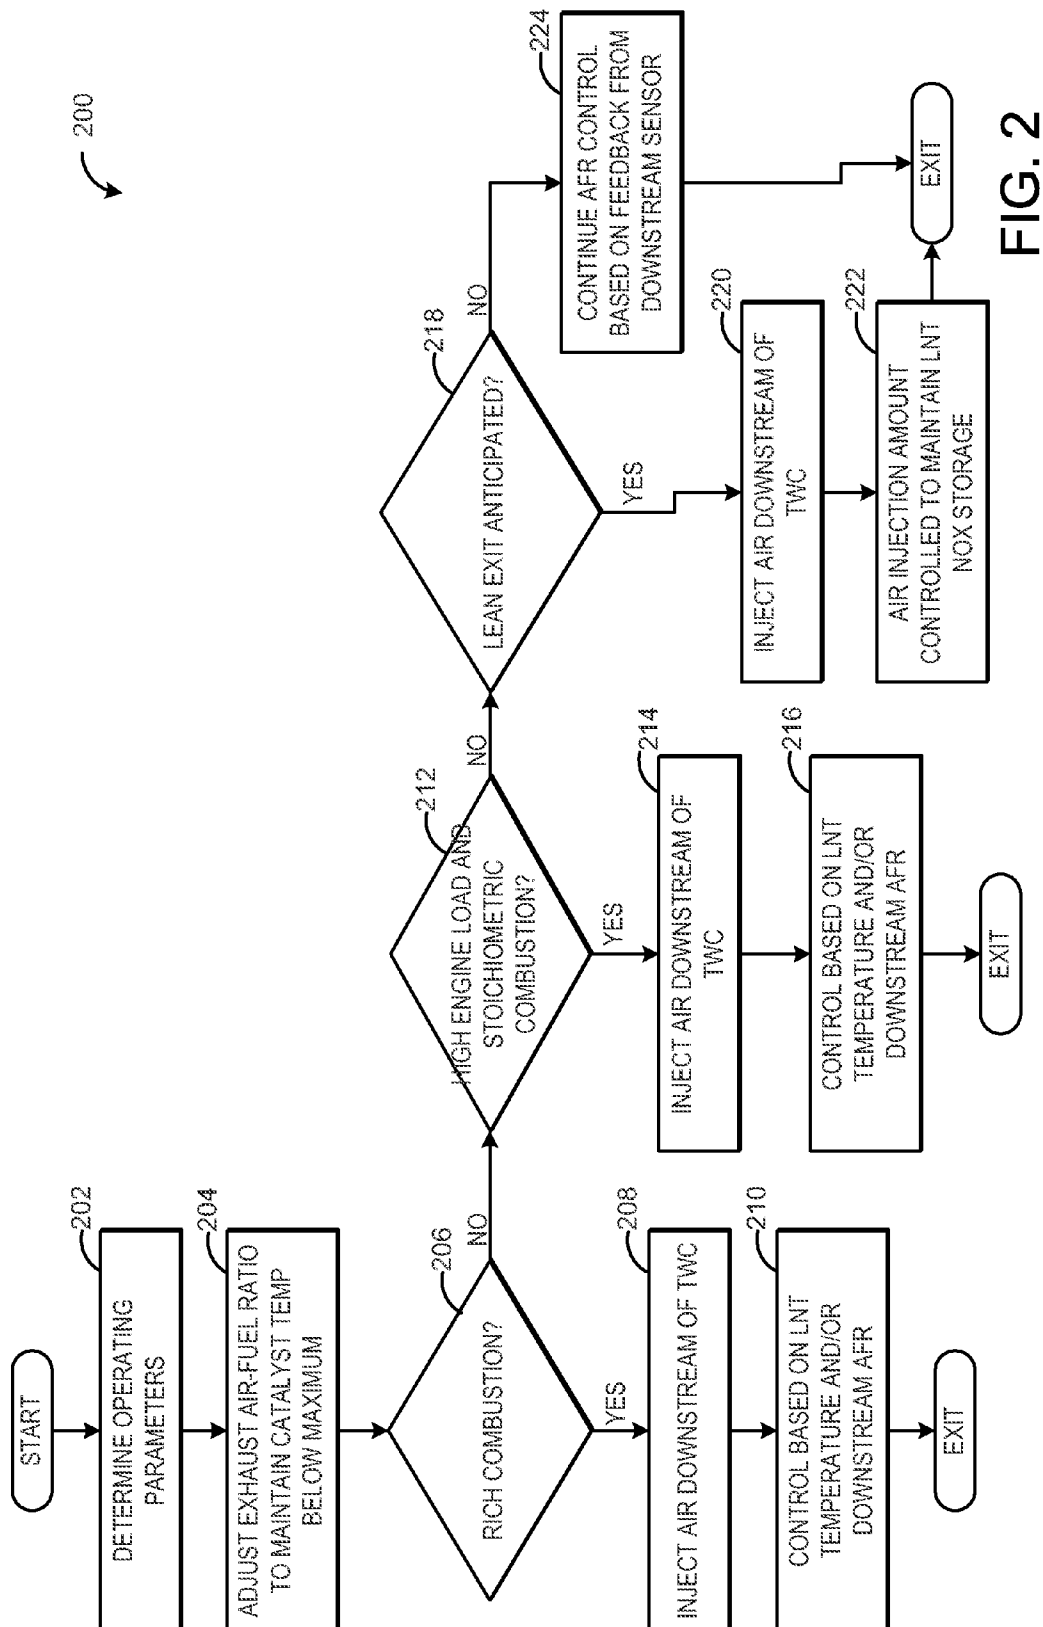 200
START
202
DETERMINE OPERATING
PARAMETERS
204
ADJUST EXHAUST AIR-FUEL RATIO
TO MAINTAIN CATALYST TEMP
BELOW MAXIMUM
206
RICH COMBUSTION?
NO
YES
208
INJECT AIR DOWNSTREAM OF TWC
210
CONTROL BASED ON LNT
TEMPERATURE AND/OR
DOWNSTREAM AFR
EXIT
212
HIGH ENGINE LOAD AND
STOICHIOMETRIC
COMBUSTION?
NO
YES
214
INJECT AIR DOWNSTREAM OF
TWC
216
CONTROL BASED ON LNT
TEMPERATURE AND/OR
DOWNSTREAM AFR
EXIT
218
LEAN EXIT ANTICIPATED?
NO
YES
220
INJECT AIR DOWNSTREAM OF
TWC
222
AIR INJECTION AMOUNT
CONTROLLED TO MAINTAIN LNT
NOX STORAGE
224
CONTINUE AFR CONTROL
BASED ON FEEDBACK FROM
DOWNSTREAM SENSOR
EXIT
FIG. 2